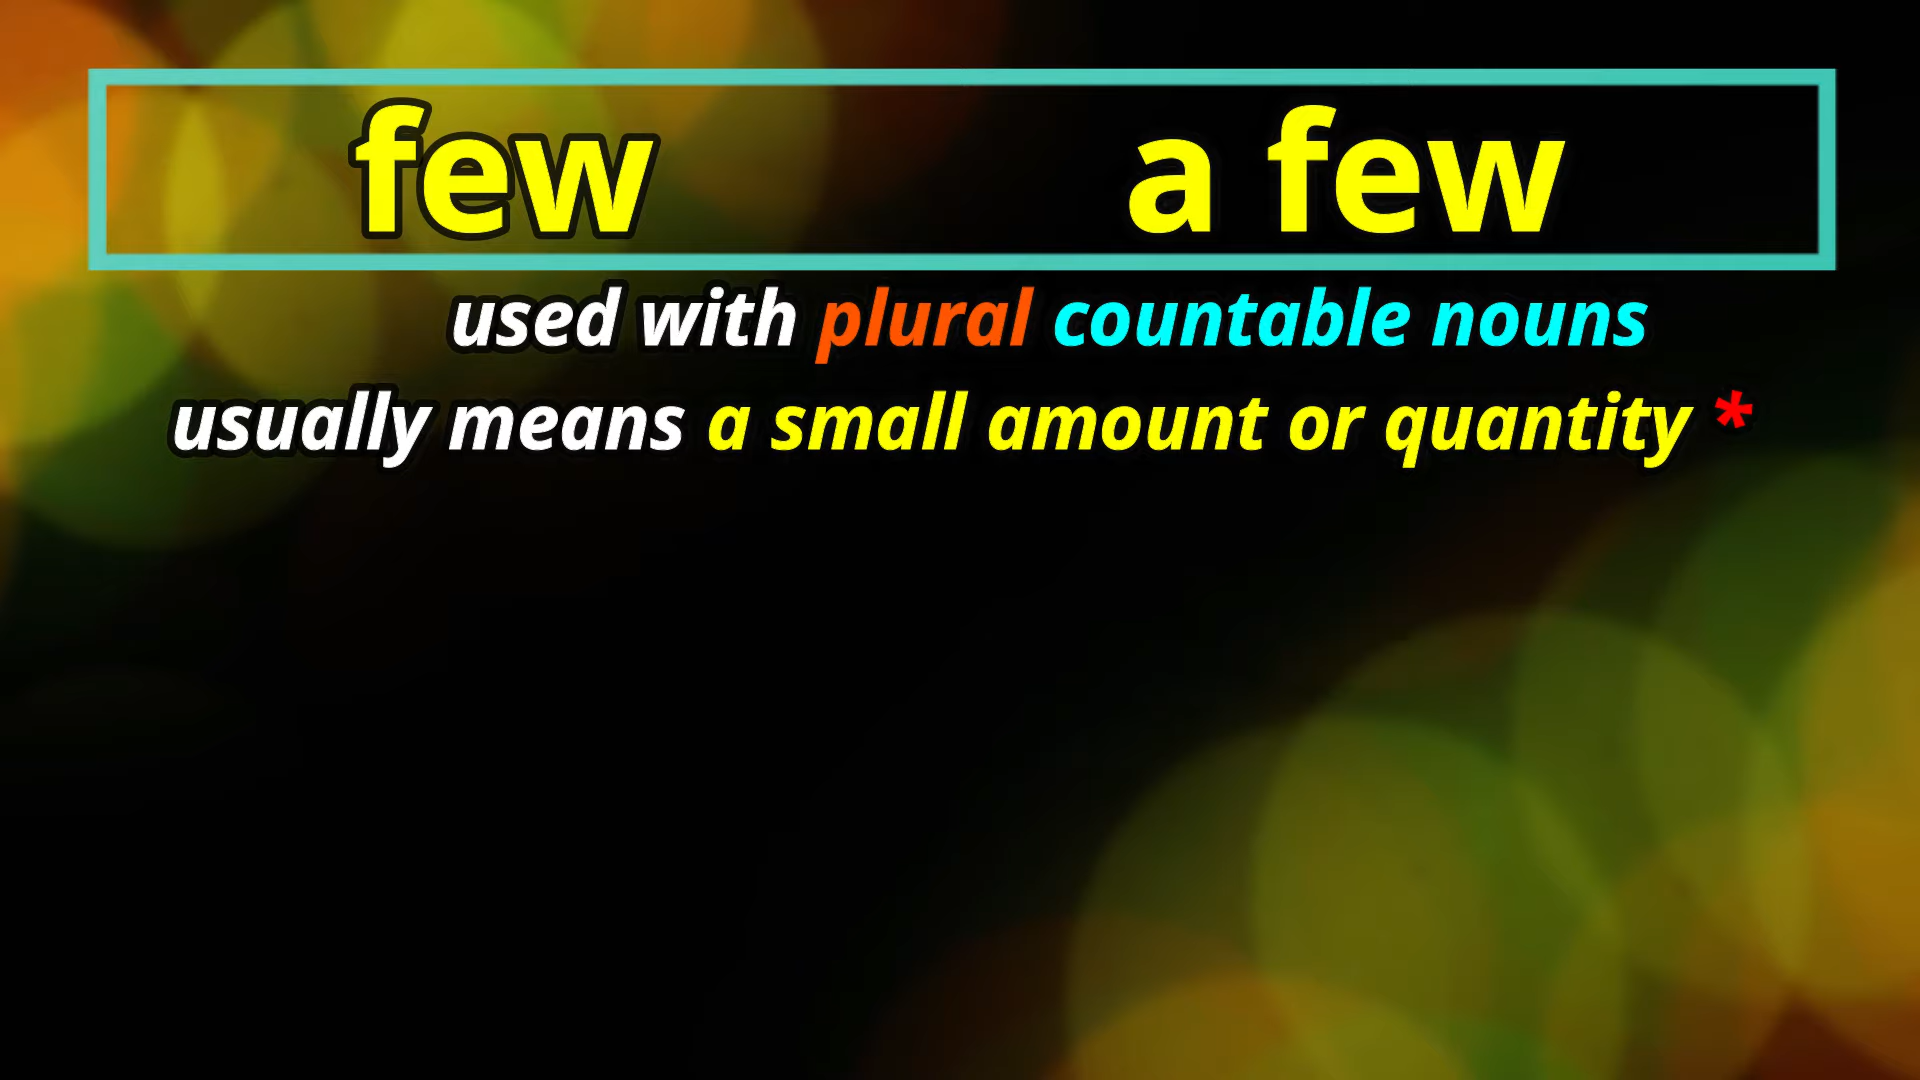 few a few
used with plural countable nouns
usually means a small amount or quantity *